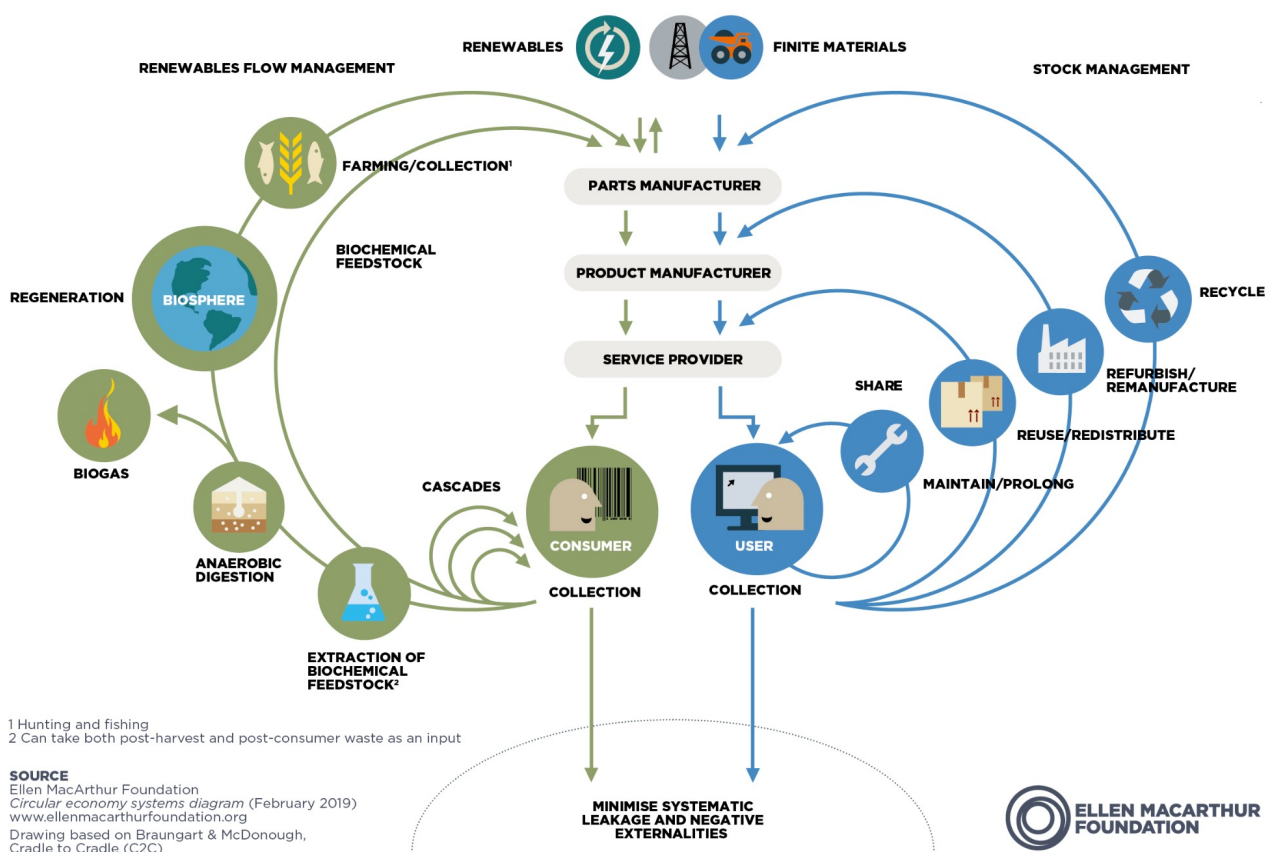 RENEWABLES
FINITE MATERIALS
RENEWABLES FLOW MANAGEMENT
STOCK MANAGEMENT
FARMING/COLLECTION¹
PARTS MANUFACTURER
BIOCHEMICAL
FEEDSTOCK
PRODUCT MANUFACTURER
REGENERATION
BIOSPHERE
RECYCLE
SERVICE PROVIDER
SHARE
REFURBISH/
REMANUFACTURE
REUSE/REDISTRIBUTE
BIOGAS
CASCADES
MAINTAIN/PROLONG
CONSUMER
USER
ANAEROBIC
DIGESTION
COLLECTION
COLLECTION
EXTRACTION OF
BIOCHEMICAL
FEEDSTOCK²
1 Hunting and fishing
2 Can take both post-harvest and post-consumer waste as an input
SOURCE
Ellen MacArthur Foundation
Circular economy systems diagram (February 2019)
www.ellenmacarthurfoundation.org
Drawing based on Braungart & McDonough,
Cradle to Cradle (C2C)
MINIMISE SYSTEMATIC
LEAKAGE AND NEGATIVE
EXTERNALITIES
ELLEN MACARTHUR
FOUNDATION